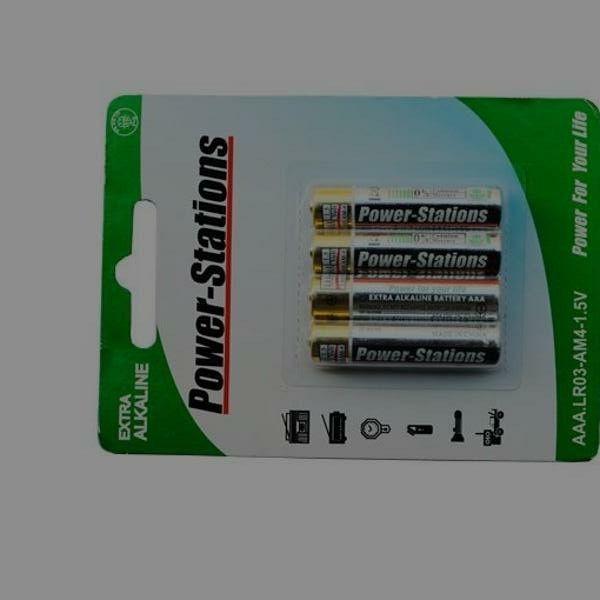 EXTRA
ALKALINE
Power-Stations
Power-Stations
Power-Stations
Power for your life
EXTRA ALKALINE BATTERY AAA
Power-Stations
AAA.LR03-AM4-1.5V
Power For Your Life